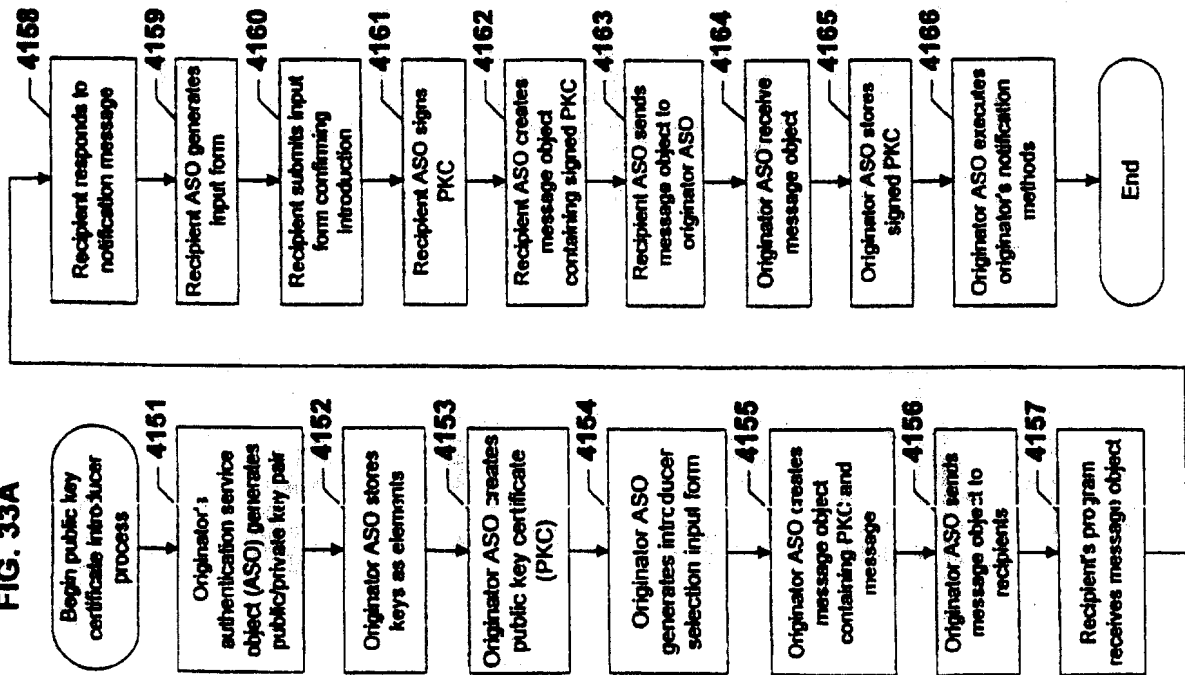 FIG. 33A
Begin public key
certificate introducer
process
4151
Originator's
authentication service
object (ASO) generates
public/private key pair
4152
Originator ASO stores
keys as elements
4153
Originator ASO creates
public key certificate
(PKC)
4154
Originator ASO
generates introducer
selection input form
4155
Originator ASO creates
message object
containing PKC and
message
4156
Originator ASO sends
message object to
recipients
4157
Recipient's program
receives message object
4158
Recipient responds to
notification message
4159
Recipient ASO generates
input form
4160
Recipient submits input
form confirming
introduction
4161
Recipient ASO signs
PKC
4162
Recipient ASO creates
message object
containing signed PKC
4163
Recipient ASO sends
message object to
originator ASO
4164
Originator ASO receive
message object
4165
Originator ASO stores
signed PKC
4166
Originator ASO executes
originator's notification
methods
End